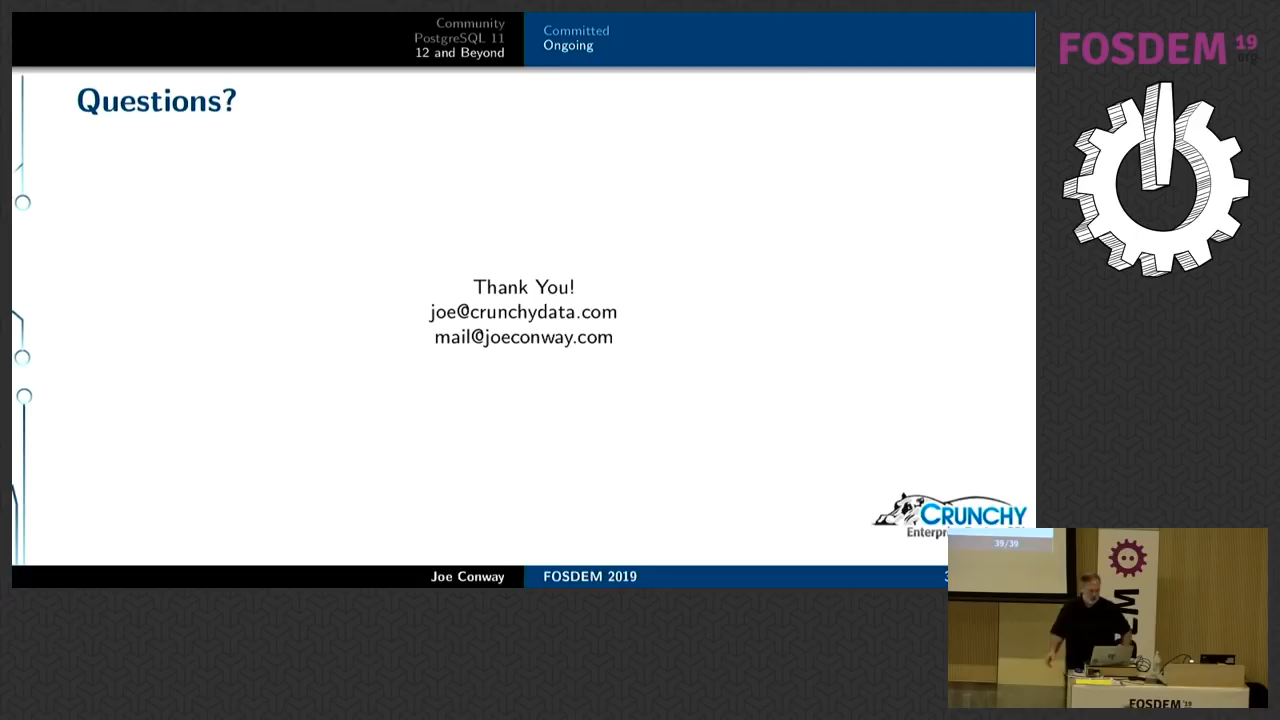 Community
PostgreSQL 11
12 and Beyond
Committed
Ongoing
FOSDEM 19
.org
Questions?
Thank You!
joe@crunchydata.com
mail@joeconway.com
CRUNCHY
39/39
Joe Conway
FOSDEM 2019
FOSDEM '19